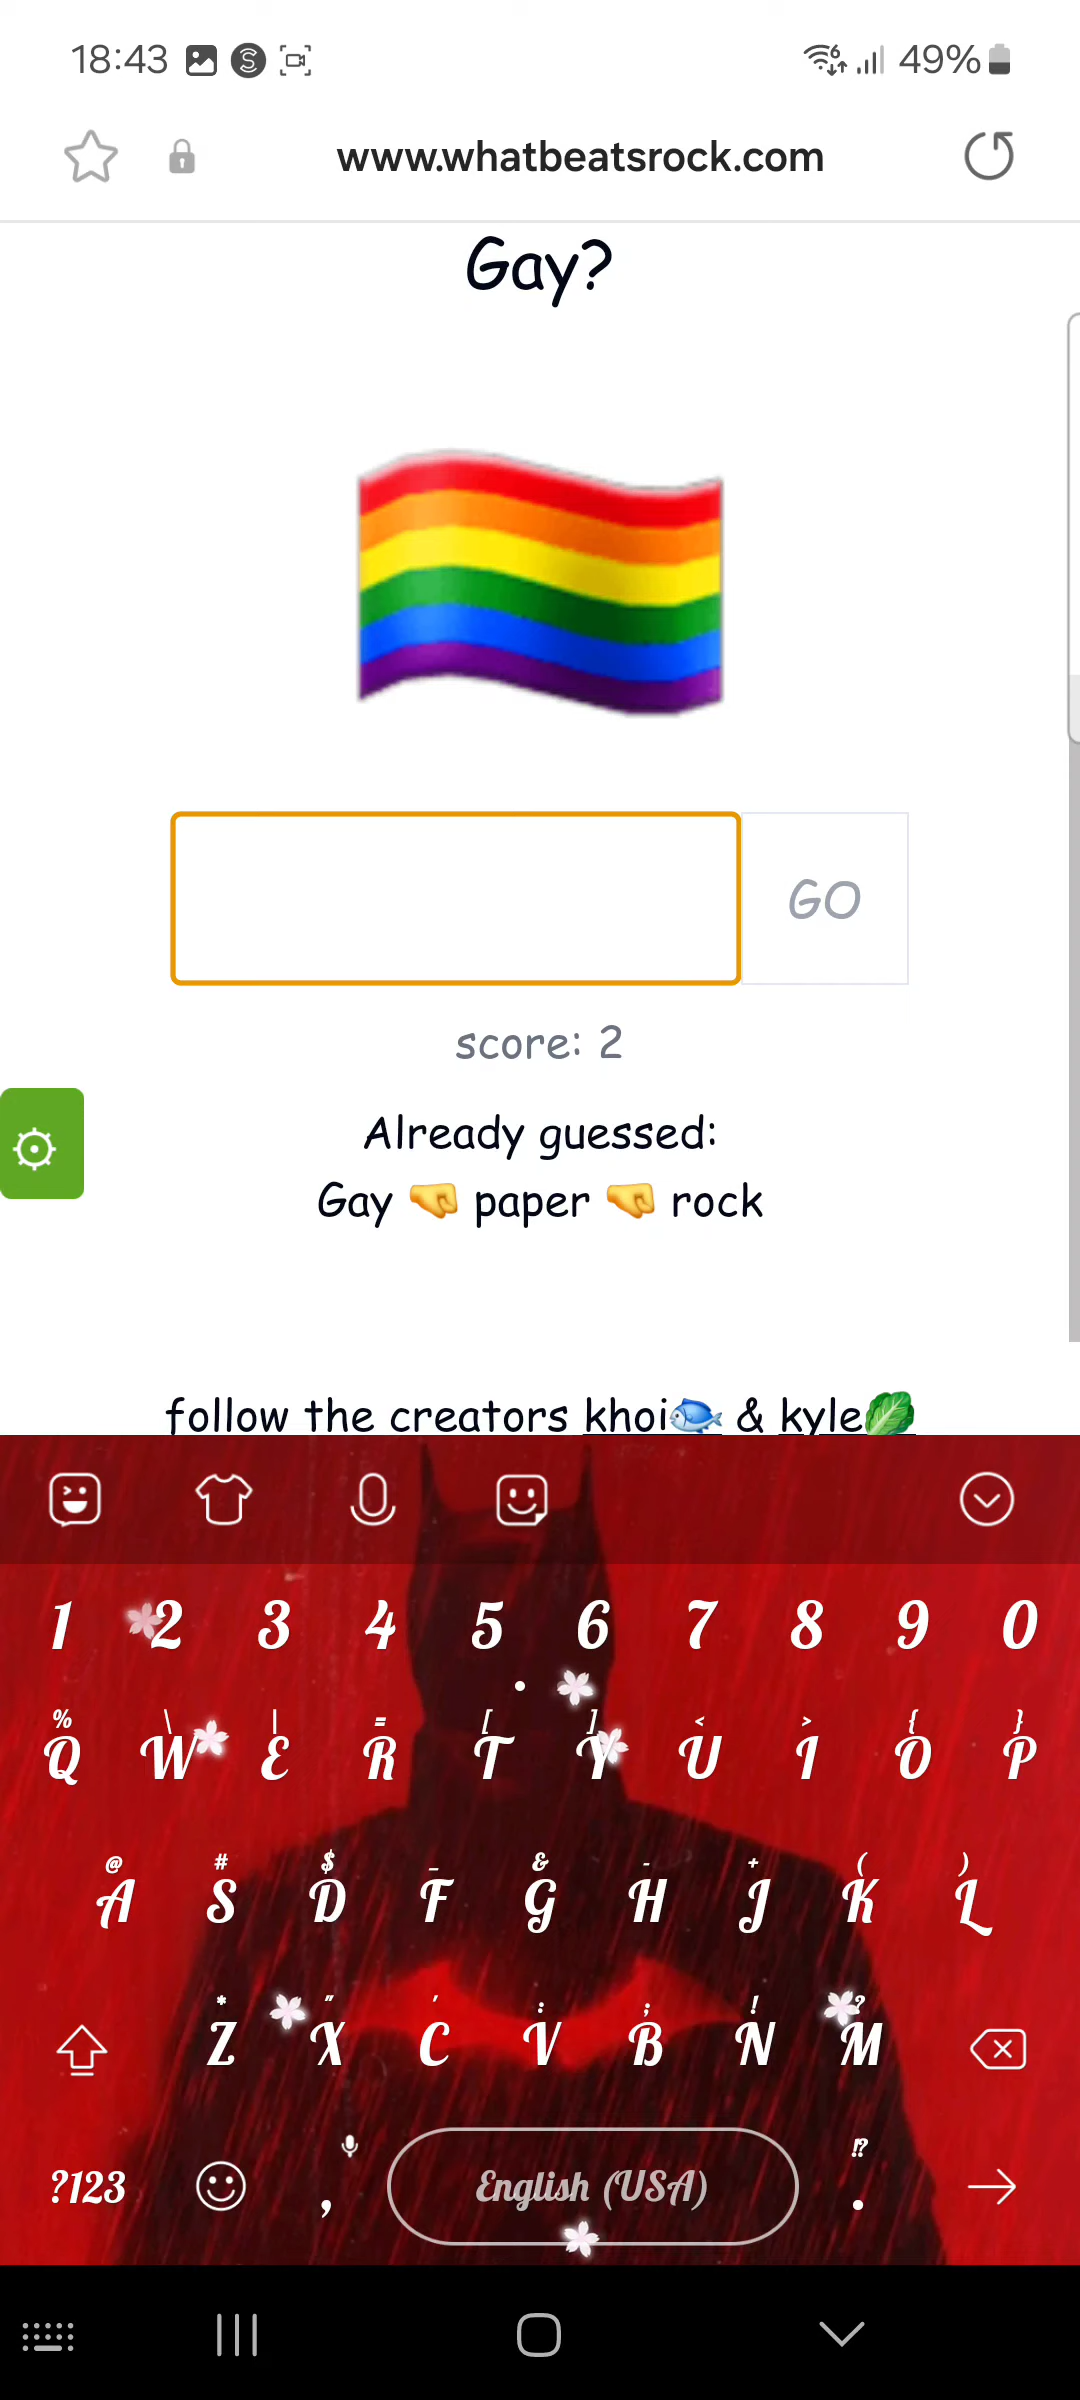 18:43 49%
www.whatbeatsrock.com
Gay?
GO
score: 2
Already guessed:
Gay 🤜 paper 🤜 rock
follow the creators khoi🐟 & kyle🥬
1 2 3 4 5 6 7 8 9 0
% \ | = [ ] < > { }
Q W E R T Y U I O P
@ # $ _ & - + ( )
A S D F G H J K L
* " ' : ; ! ?
Z X C V B N M
!?
?123 , English (USA) .